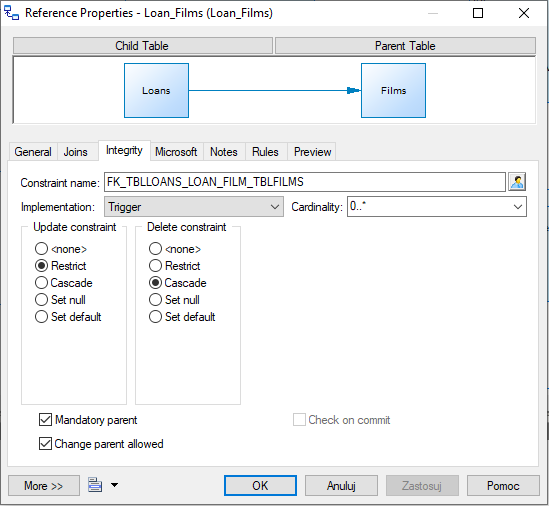 Reference Properties - Loan_Films (Loan_Films)
Child Table
Parent Table
Loans
Films
General
Joins
Integrity
Microsoft
Notes
Rules
Preview
Constraint name: FK_TBLLOANS_LOAN_FILM_TBLFILMS
Implementation: Trigger
Cardinality: 0..*
Update constraint
<none>
Restrict
Cascade
Set null
Set default
Delete constraint
<none>
Restrict
Cascade
Set null
Set default
Mandatory parent
Check on commit
Change parent allowed
More >>
OK
Anuluj
Zastosuj
Pomoc